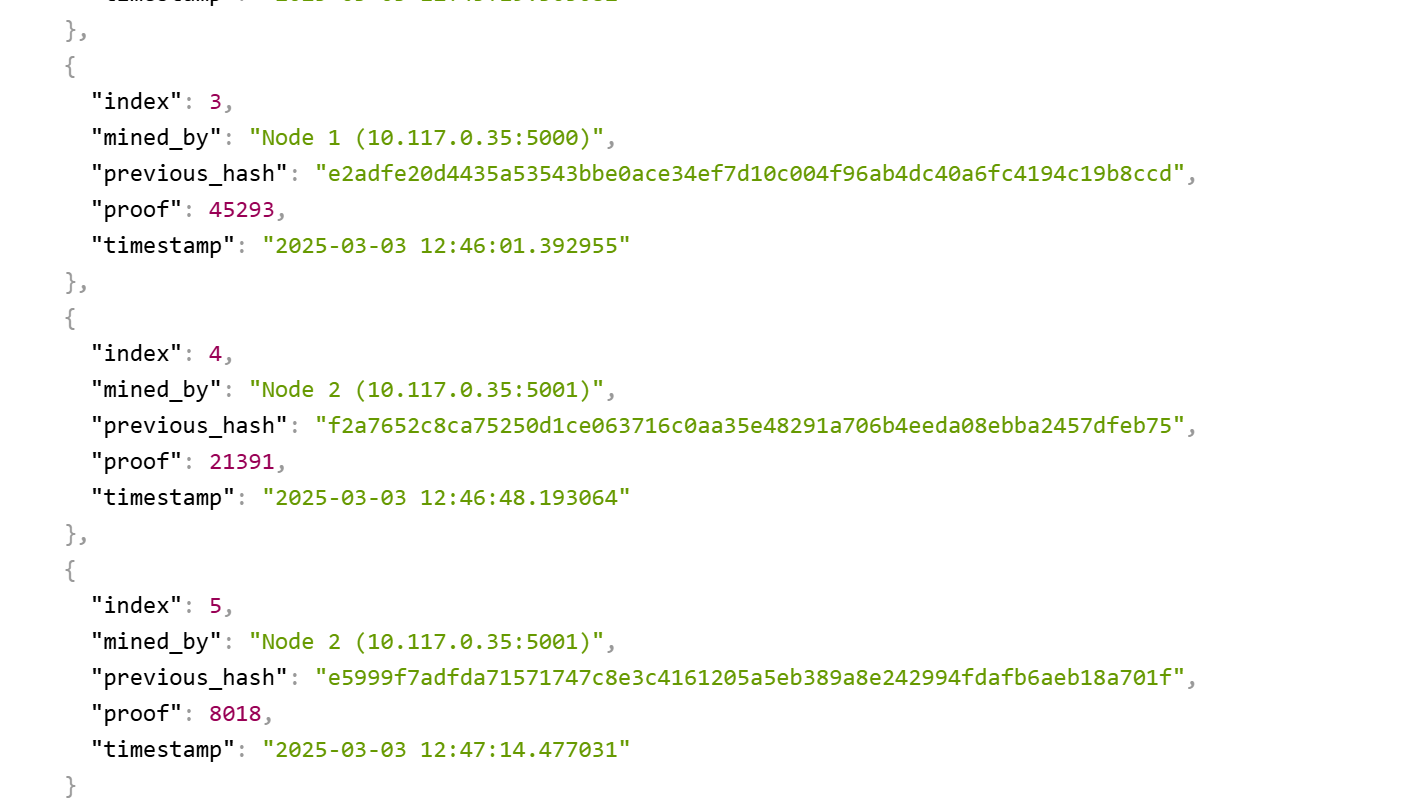 },
{
"index": 3,
"mined_by": "Node 1 (10.117.0.35:5000)",
"previous_hash": "e2adfe20d4435a53543bbe0ace34ef7d10c004f96ab4dc40a6fc4194c19b8ccd",
"proof": 45293,
"timestamp": "2025-03-03 12:46:01.392955"
},
{
"index": 4,
"mined_by": "Node 2 (10.117.0.35:5001)",
"previous_hash": "f2a7652c8ca75250d1ce063716c0aa35e48291a706b4eeda08ebba2457dfeb75",
"proof": 21391,
"timestamp": "2025-03-03 12:46:48.193064"
},
{
"index": 5,
"mined_by": "Node 2 (10.117.0.35:5001)",
"previous_hash": "e5999f7adfda71571747c8e3c4161205a5eb389a8e242994fdafb6aeb18a701f",
"proof": 8018,
"timestamp": "2025-03-03 12:47:14.477031"
}